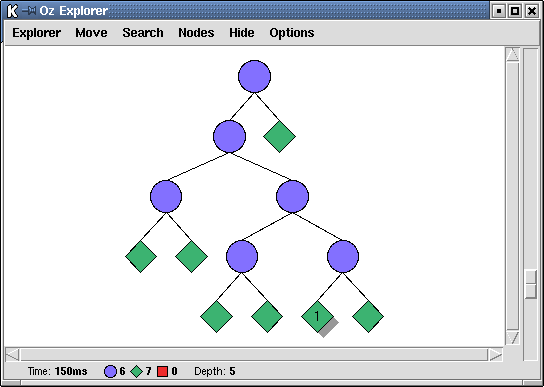 K Oz Explorer
Explorer Move Search Nodes Hide Options
1
Time: 150ms 6 7 0 Depth: 5